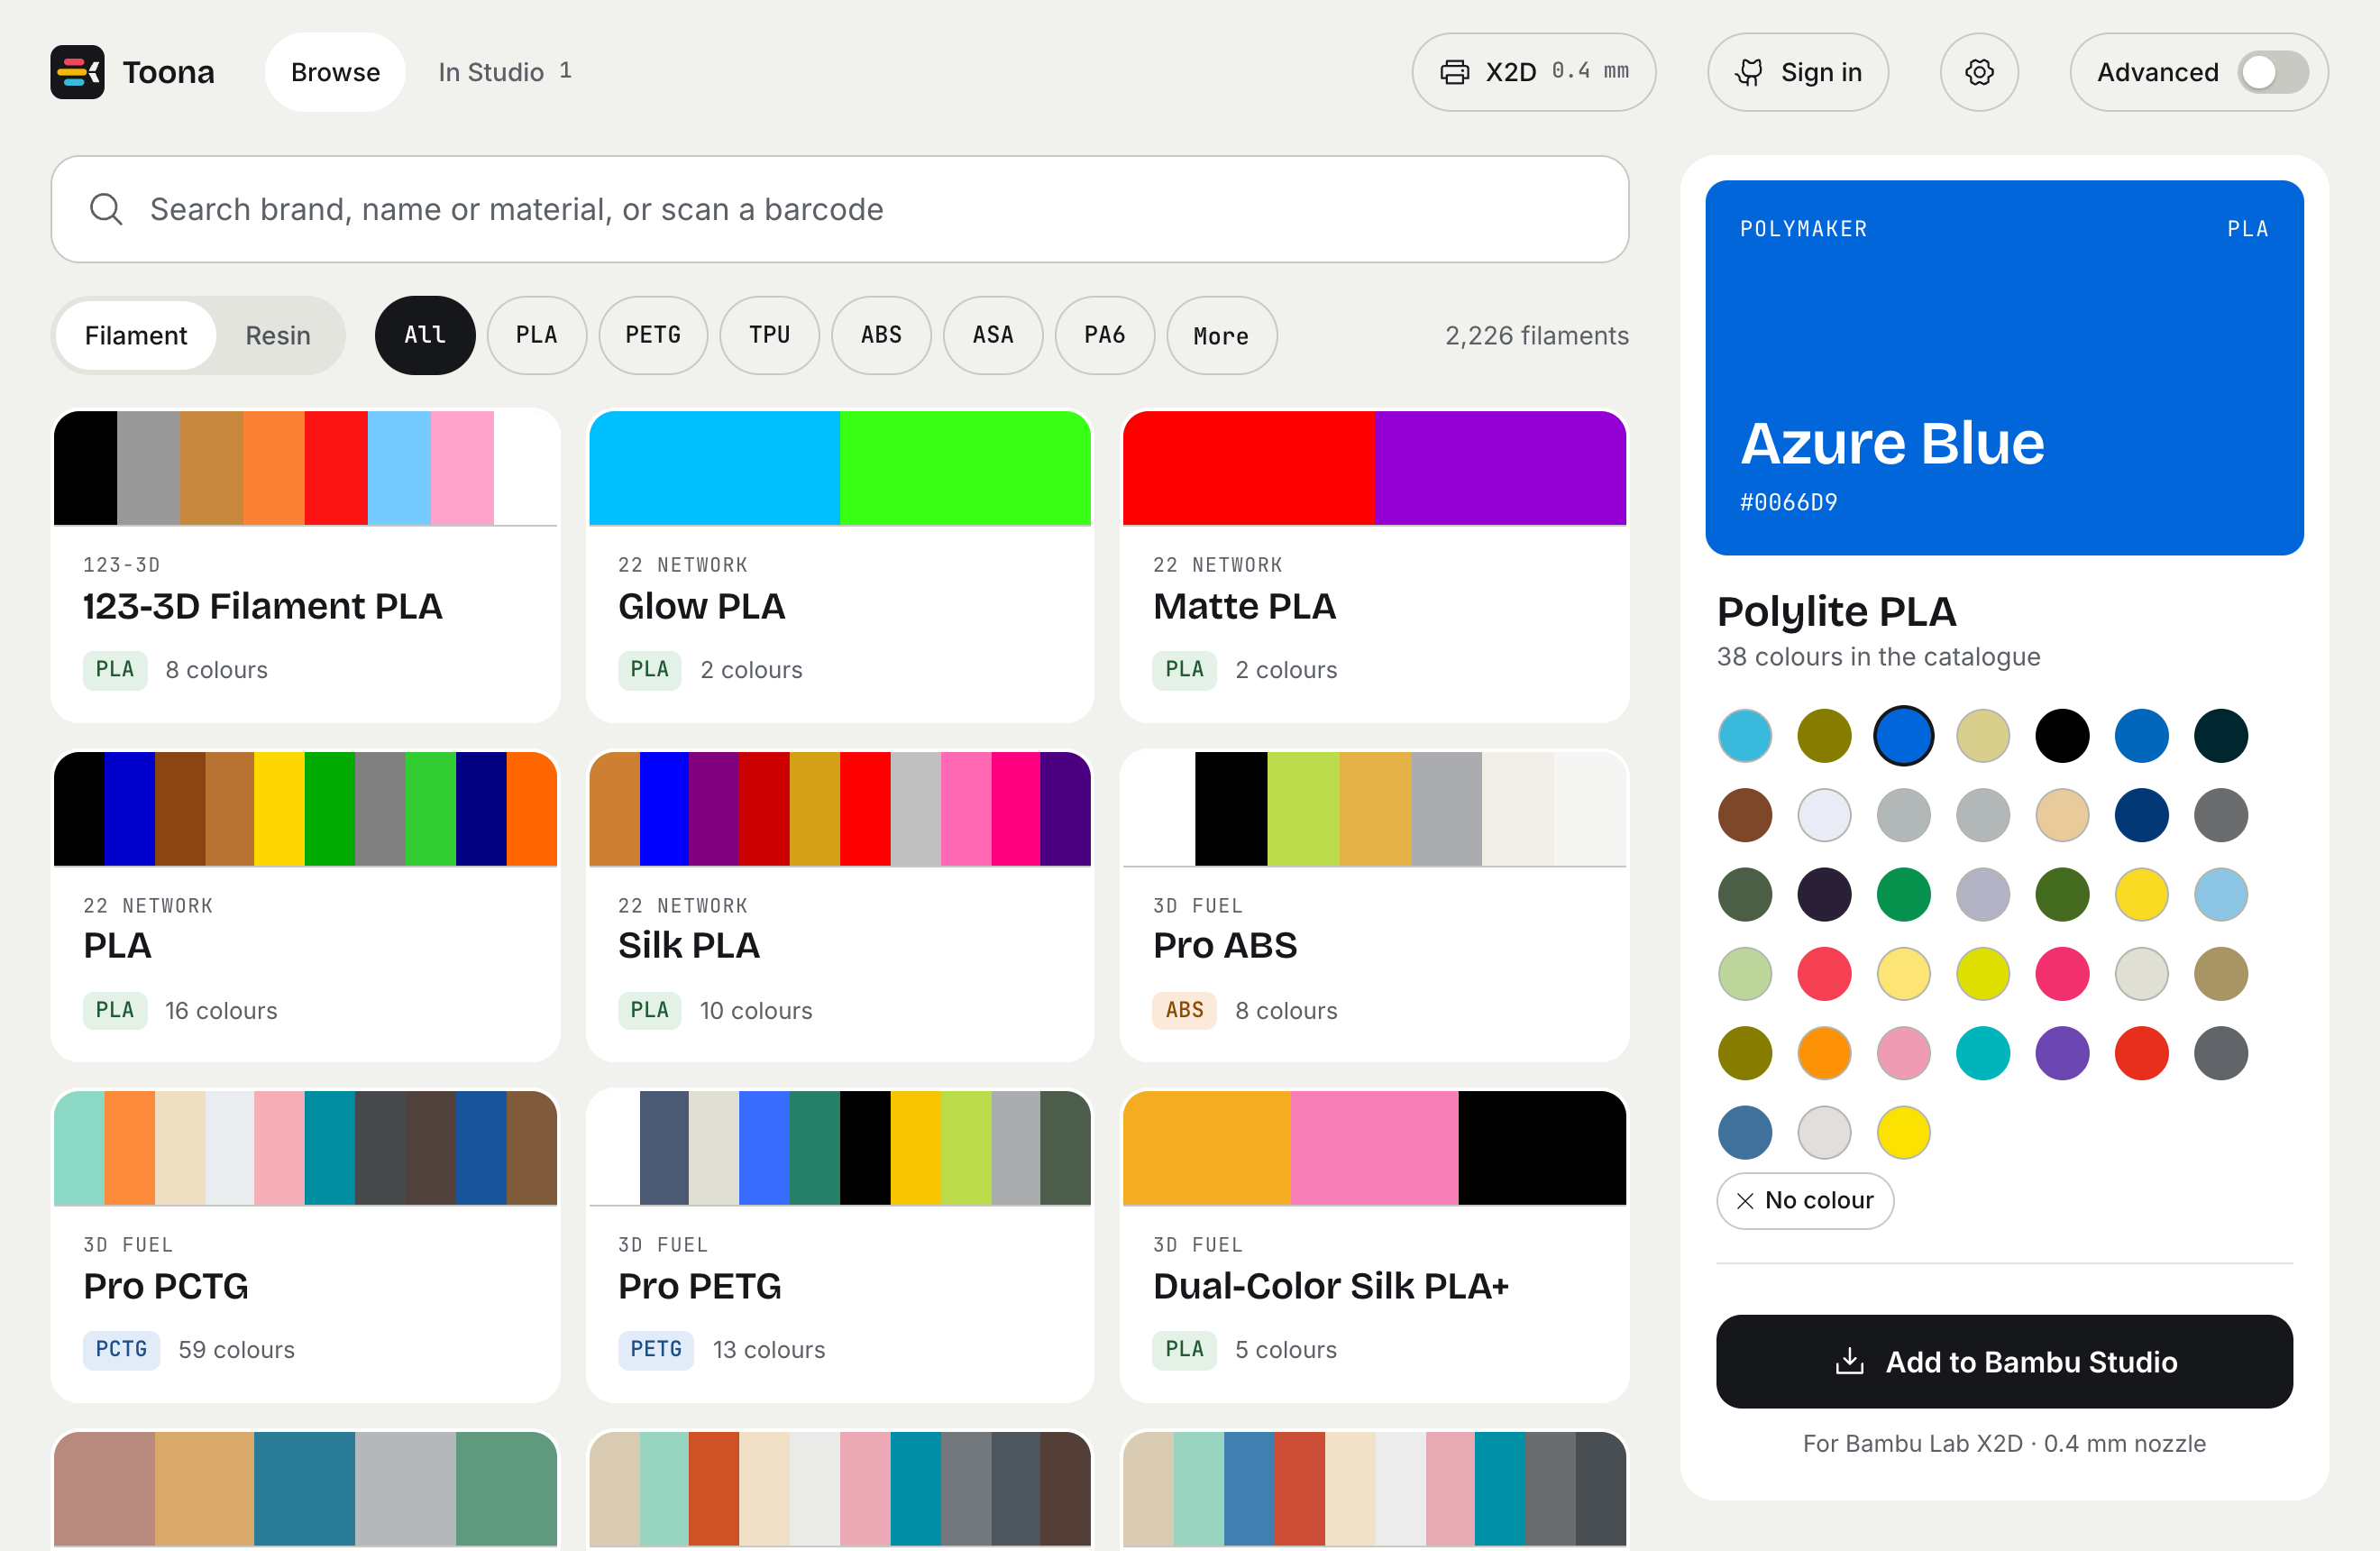 Toona
Browse
In Studio 1
X2D 0.4 mm
Sign in
Advanced
Search brand, name or material, or scan a barcode
Filament
Resin
All
PLA
PETG
TPU
ABS
ASA
PA6
More
2,226 filaments
123-3D
123-3D Filament PLA
PLA 8 colours
22 NETWORK
Glow PLA
PLA 2 colours
22 NETWORK
Matte PLA
PLA 2 colours
22 NETWORK
PLA
PLA 16 colours
22 NETWORK
Silk PLA
PLA 10 colours
3D FUEL
Pro ABS
ABS 8 colours
3D FUEL
Pro PCTG
PCTG 59 colours
3D FUEL
Pro PETG
PETG 13 colours
3D FUEL
Dual-Color Silk PLA+
PLA 5 colours
POLYMAKER
PLA
Azure Blue
#0066D9
Polylite PLA
38 colours in the catalogue
No colour
Add to Bambu Studio
For Bambu Lab X2D · 0.4 mm nozzle